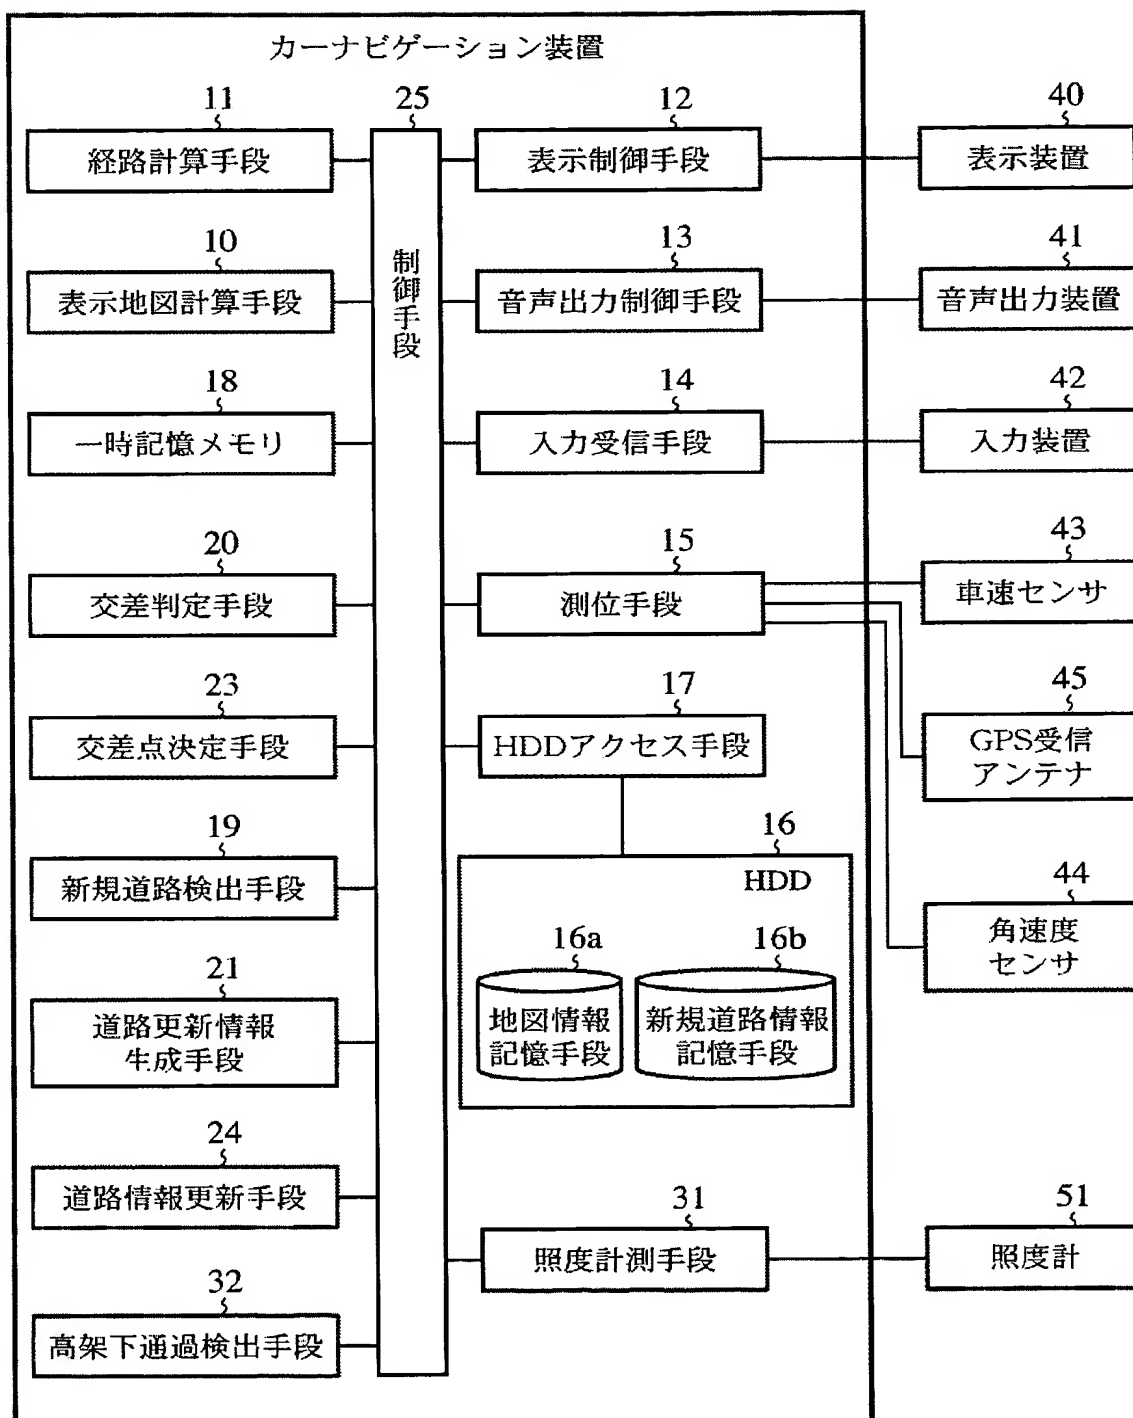 カーナビゲーション装置
11
25
12
40
経路計算手段
表示制御手段
表示装置
10
13
41
表示地図計算手段
制御手段
音声出力制御手段
音声出力装置
18
14
42
一時記憶メモリ
入力受信手段
入力装置
20
15
43
交差判定手段
測位手段
車速センサ
23
17
45
交差点決定手段
HDDアクセス手段
GPS受信
アンテナ
19
16
44
新規道路検出手段
HDD
角速度
センサ
21
16a
16b
道路更新情報
生成手段
地図情報
記憶手段
新規道路情報
記憶手段
24
道路情報更新手段
31
51
照度計測手段
照度計
32
高架下通過検出手段